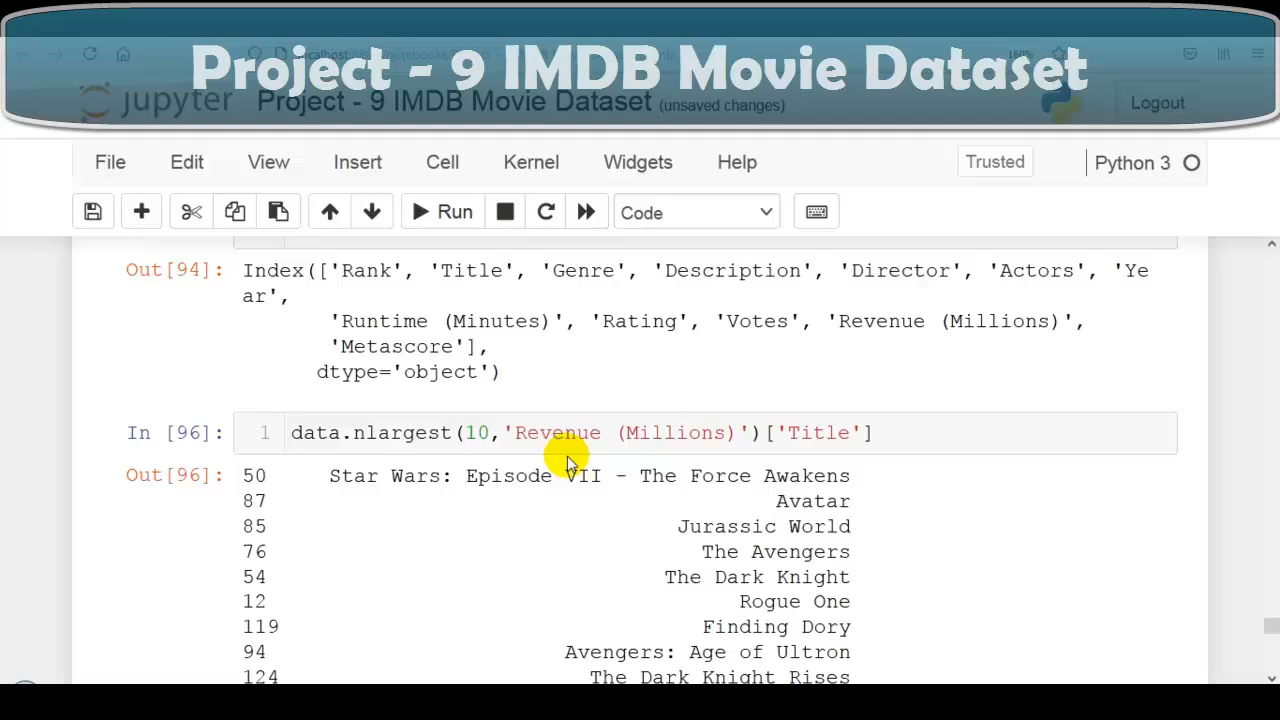 Project - 9 IMDB Movie Dataset
jupyter Project - 9 IMDB Movie Dataset (unsaved changes) Logout
File Edit View Insert Cell Kernel Widgets Help Trusted Python 3
Run Code
Out[94]: Index(['Rank', 'Title', 'Genre', 'Description', 'Director', 'Actors', 'Ye
ar',
'Runtime (Minutes)', 'Rating', 'Votes', 'Revenue (Millions)',
'Metascore'],
dtype='object')
In [96]: 1 data.nlargest(10,'Revenue (Millions)')['Title']
Out[96]: 50 Star Wars: Episode VII - The Force Awakens
87 Avatar
85 Jurassic World
76 The Avengers
54 The Dark Knight
12 Rogue One
119 Finding Dory
94 Avengers: Age of Ultron
124 The Dark Knight Rises